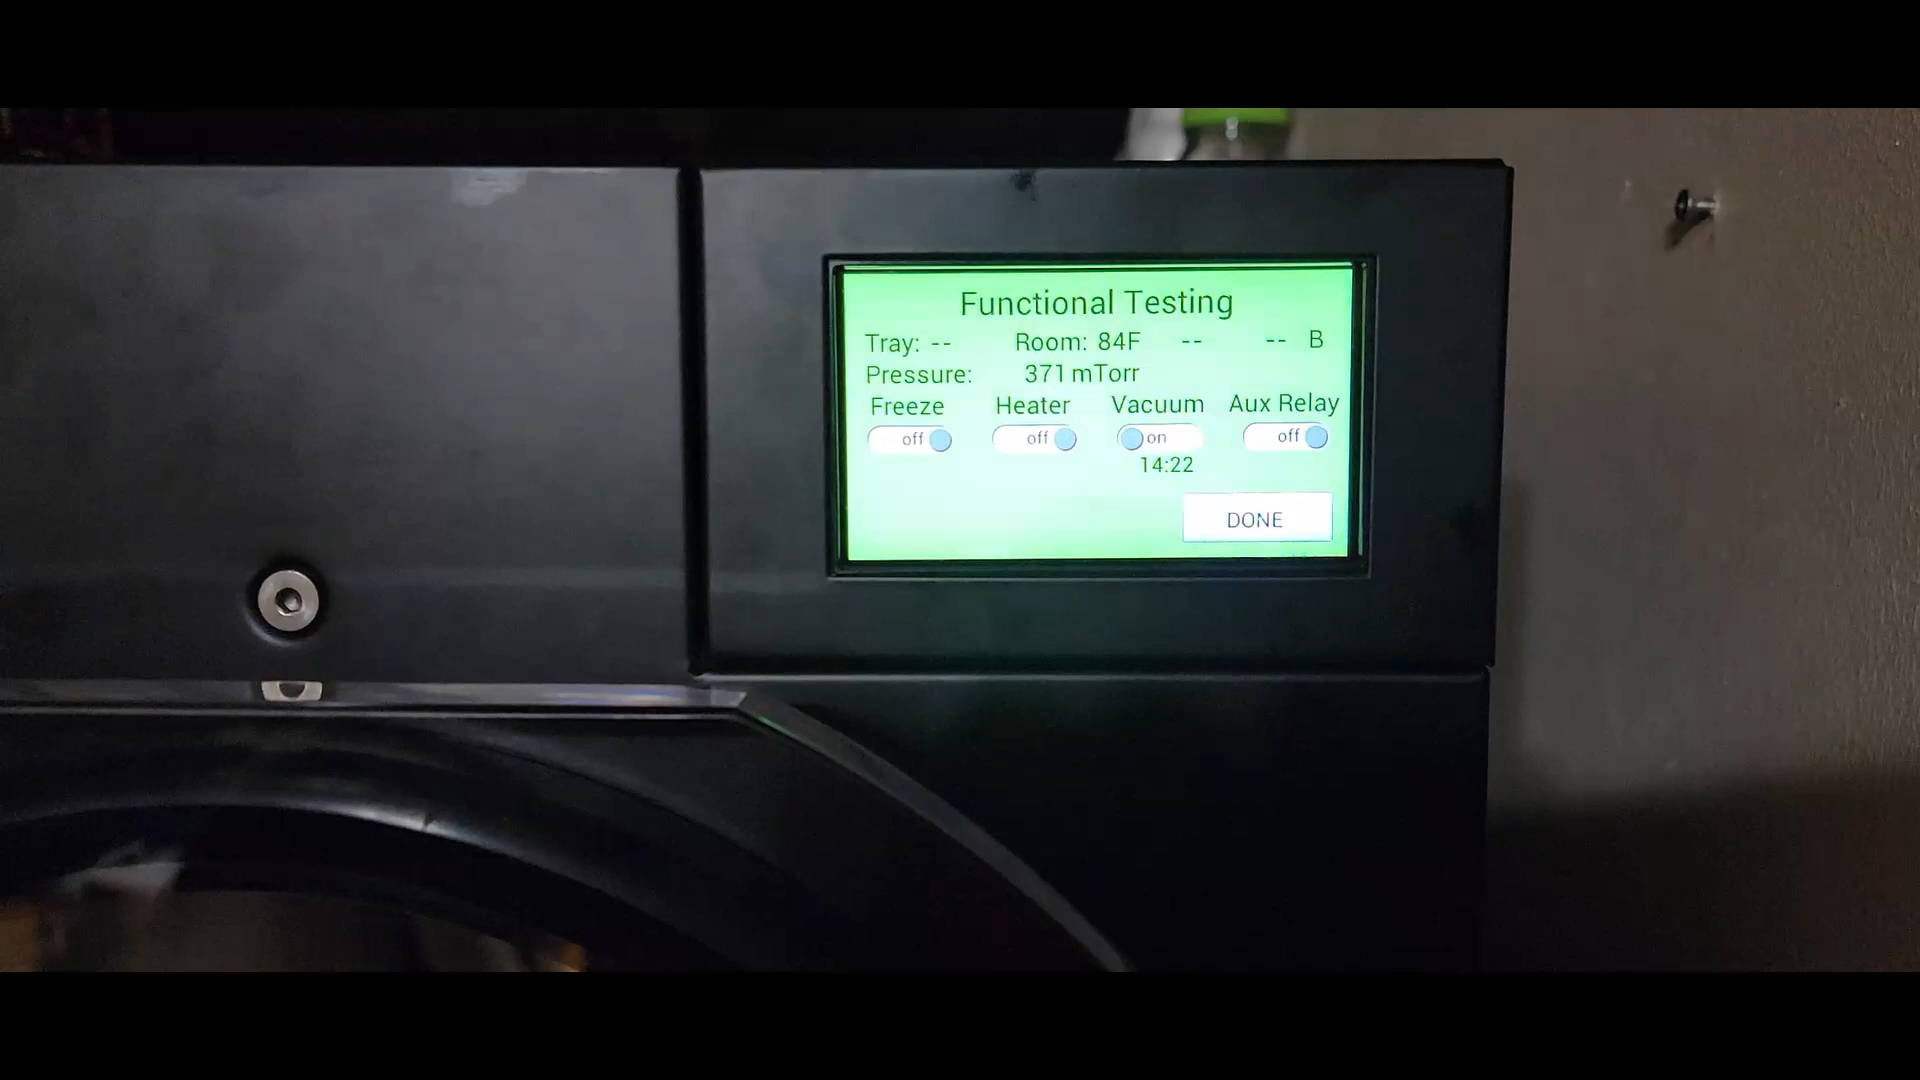 Functional Testing
Tray: -- Room: 84F -- -- B
Pressure: 371 mTorr
Freeze Heater Vacuum Aux Relay
off off on off
14:22
DONE